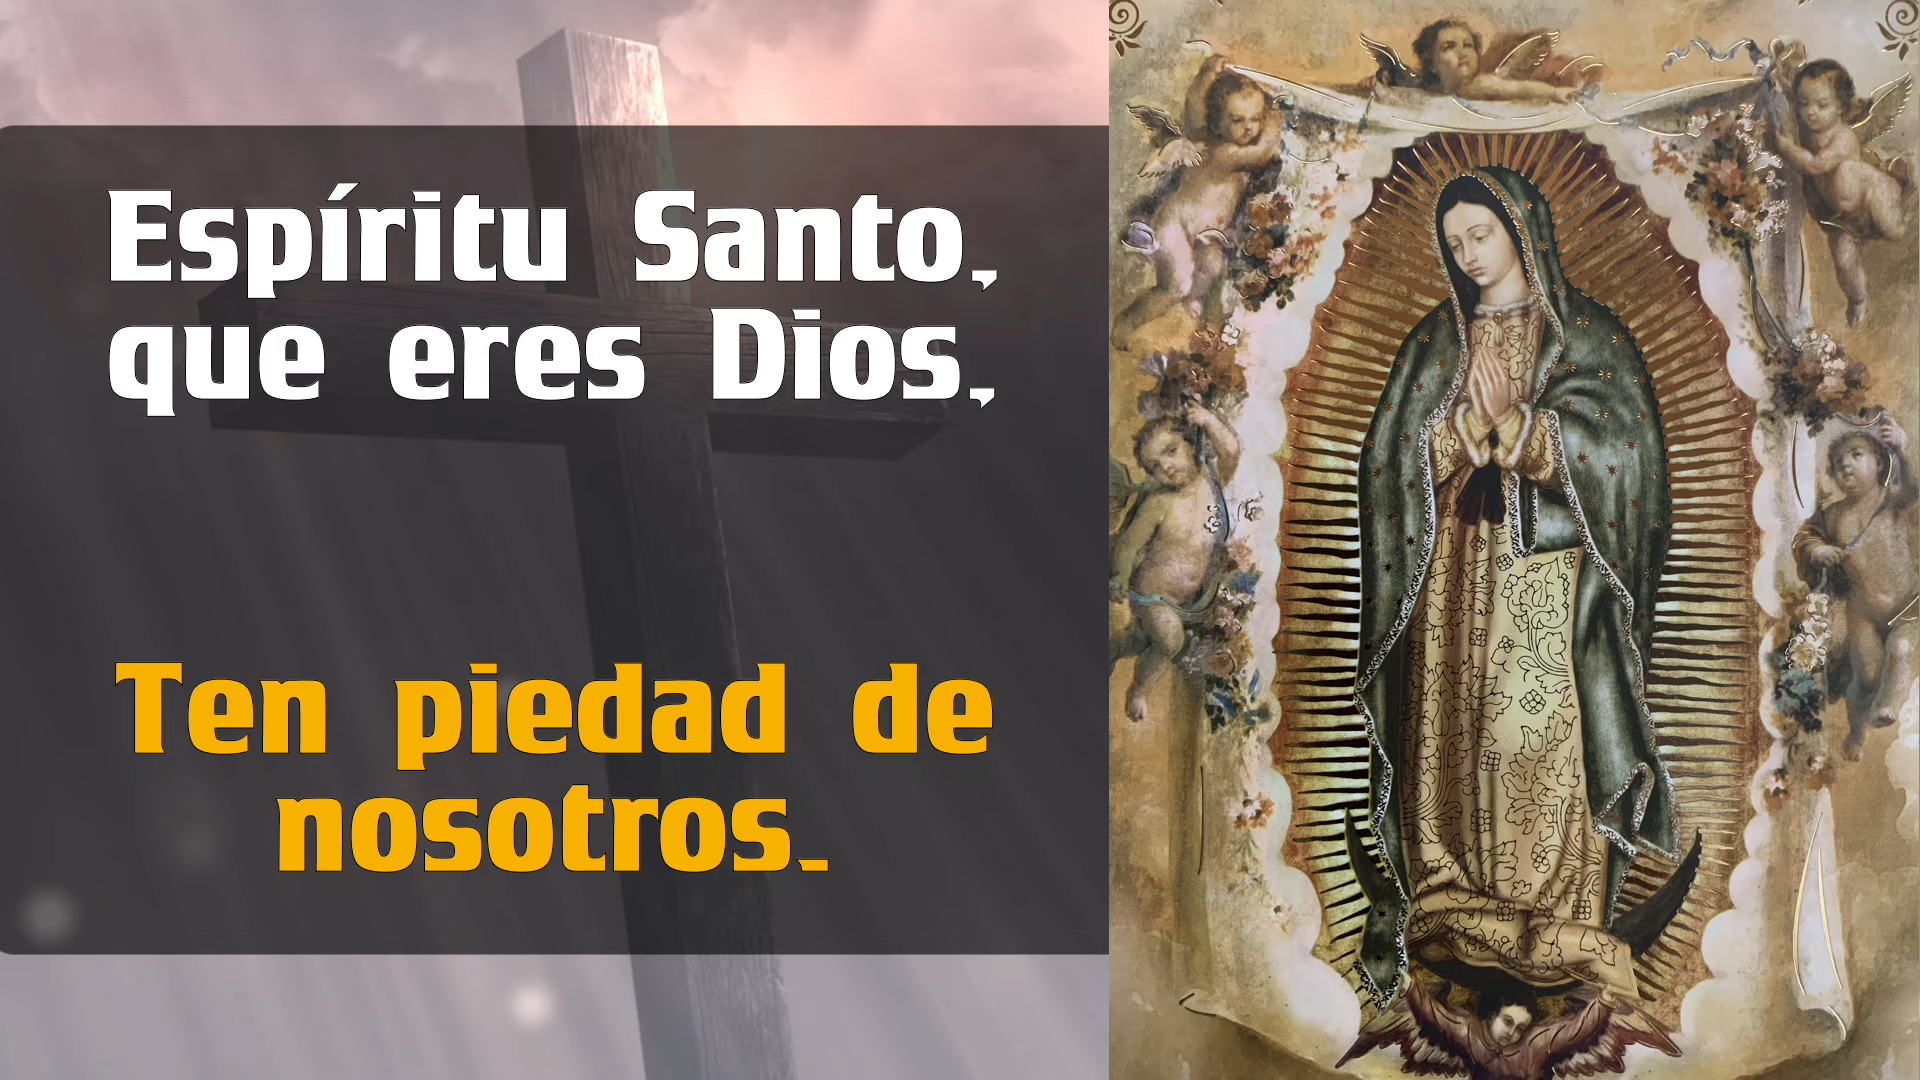 Espíritu Santo,
que eres Dios,
Ten piedad de
nosotros.